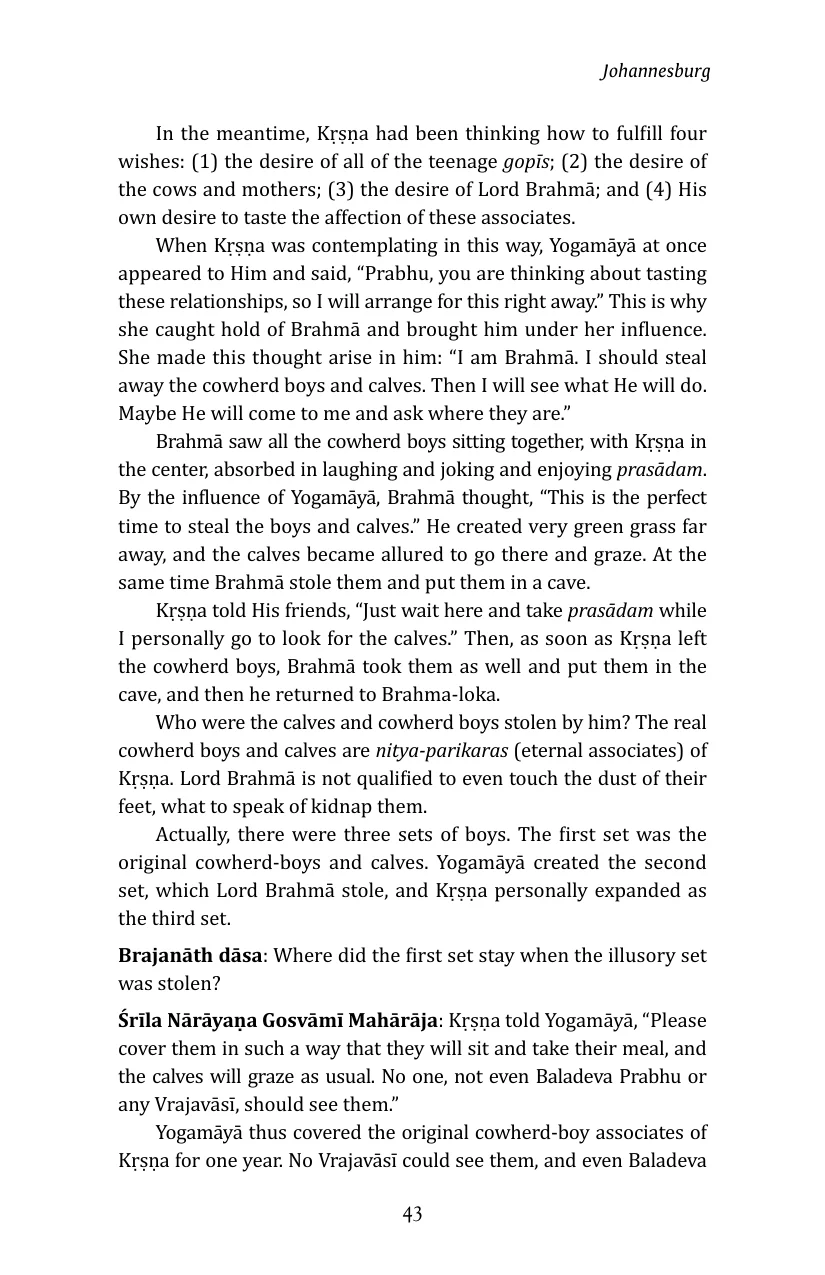 Johannesburg
In the meantime, Kṛṣṇa had been thinking how to fulfill four
wishes: (1) the desire of all of the teenage gopīs; (2) the desire of
the cows and mothers; (3) the desire of Lord Brahmā; and (4) His
own desire to taste the affection of these associates.
When Kṛṣṇa was contemplating in this way, Yogamāyā at once
appeared to Him and said, “Prabhu, you are thinking about tasting
these relationships, so I will arrange for this right away.” This is why
she caught hold of Brahmā and brought him under her influence.
She made this thought arise in him: “I am Brahmā. I should steal
away the cowherd boys and calves. Then I will see what He will do.
Maybe He will come to me and ask where they are.”
Brahmā saw all the cowherd boys sitting together, with Kṛṣṇa in
the center, absorbed in laughing and joking and enjoying prasādam.
By the influence of Yogamāyā, Brahmā thought, “This is the perfect
time to steal the boys and calves.” He created very green grass far
away, and the calves became allured to go there and graze. At the
same time Brahmā stole them and put them in a cave.
Kṛṣṇa told His friends, “Just wait here and take prasādam while
I personally go to look for the calves.” Then, as soon as Kṛṣṇa left
the cowherd boys, Brahmā took them as well and put them in the
cave, and then he returned to Brahma-loka.
Who were the calves and cowherd boys stolen by him? The real
cowherd boys and calves are nitya-parikaras (eternal associates) of
Kṛṣṇa. Lord Brahmā is not qualified to even touch the dust of their
feet, what to speak of kidnap them.
Actually, there were three sets of boys. The first set was the
original cowherd-boys and calves. Yogamāyā created the second
set, which Lord Brahmā stole, and Kṛṣṇa personally expanded as
the third set.
Brajanāth dāsa: Where did the first set stay when the illusory set
was stolen?
Śrīla Nārāyaṇa Gosvāmī Mahārāja: Kṛṣṇa told Yogamāyā, “Please
cover them in such a way that they will sit and take their meal, and
the calves will graze as usual. No one, not even Baladeva Prabhu or
any Vrajavāsī, should see them.”
Yogamāyā thus covered the original cowherd-boy associates of
Kṛṣṇa for one year. No Vrajavāsī could see them, and even Baladeva
43